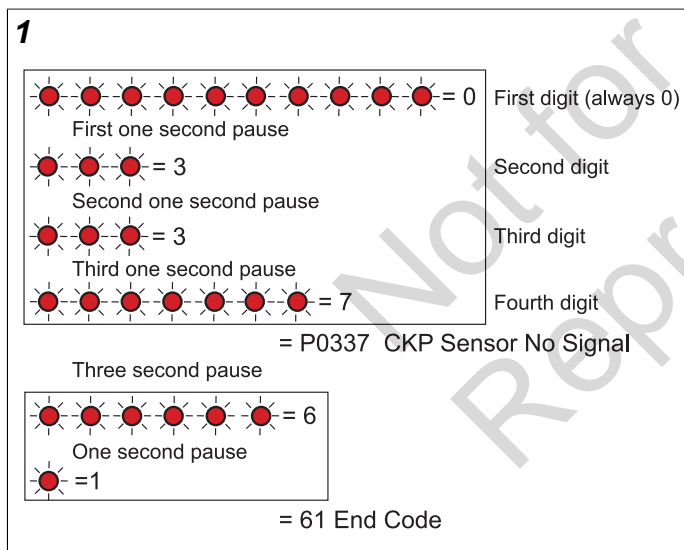 1
= 0 First digit (always 0)
First one second pause
= 3 Second digit
Second one second pause
= 3 Third digit
Third one second pause
= 7 Fourth digit
= P0337 CKP Sensor No Signal
Three second pause
= 6
One second pause
=1
= 61 End Code
Not for
Repr